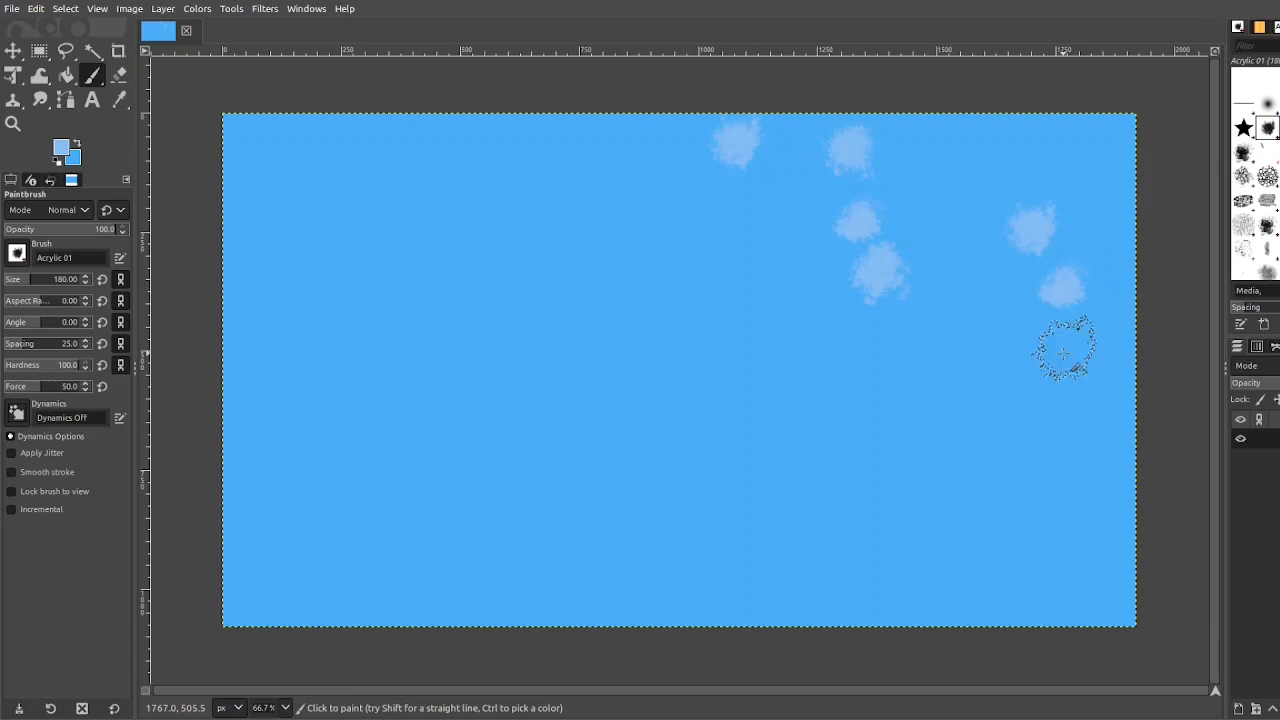 File Edit Select View Image Layer Colors Tools Filters Windows Help
0 250 500 750 1000 1250 1500 1750 2000
Filter
Acrylic 01 (180
Paintbrush
Mode Normal
Opacity 100.0
Brush
Acrylic 01
Size 180.00
Aspect Ra... 0.00
Angle 0.00
Spacing 25.0
Hardness 100.0
Force 50.0
Dynamics
Dynamics Off
Dynamics Options
Apply Jitter
Smooth stroke
Lock brush to view
Incremental
Media,
Spacing
Mode
Opacity
Lock:
1767.0, 505.5 px 66.7 % Click to paint (try Shift for a straight line, Ctrl to pick a color)